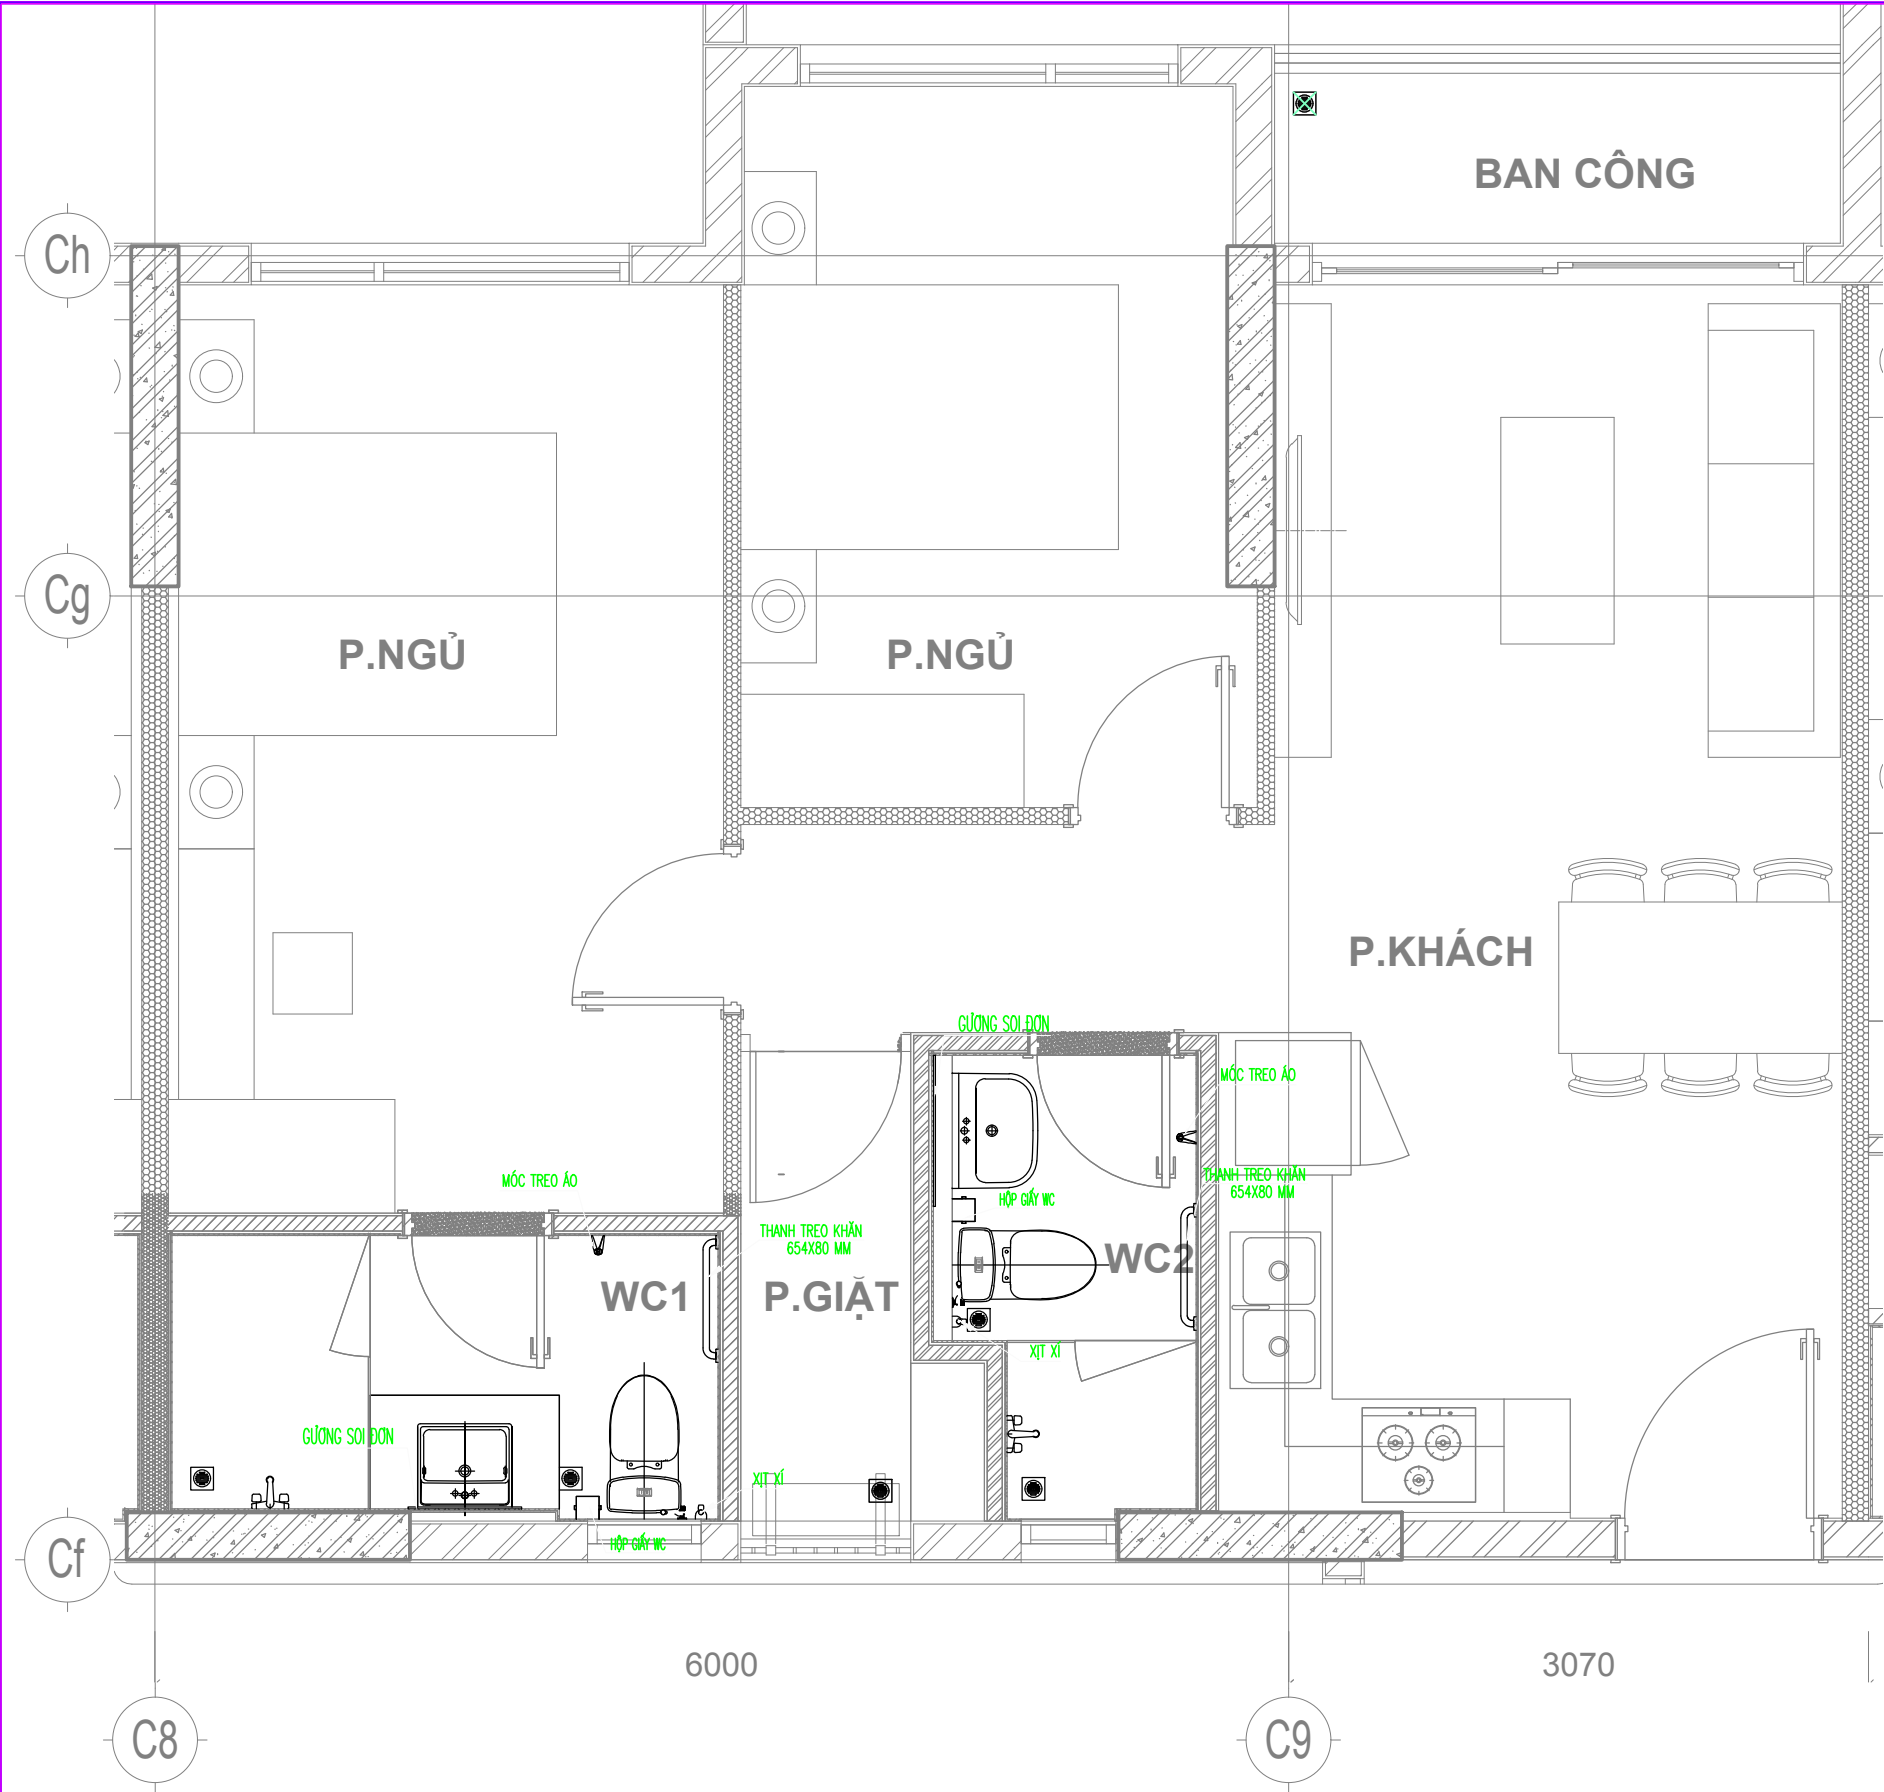 BAN CÔNG
Ch
Cg
P.NGỦ
P.NGỦ
P.KHÁCH
GƯƠNG SOI ĐƠN
MÓC TREO ÁO
MÓC TREO ÁO
THANH TREO KHĂN
654X80 MM
HỘP GIẤY WC
THANH TREO KHĂN
654X80 MM
WC2
WC1
P.GIẶT
XỊT XÍ
GƯƠNG SOI ĐƠN
XỊT XÍ
HỘP GIẤY WC
Cf
6000
3070
C8
C9